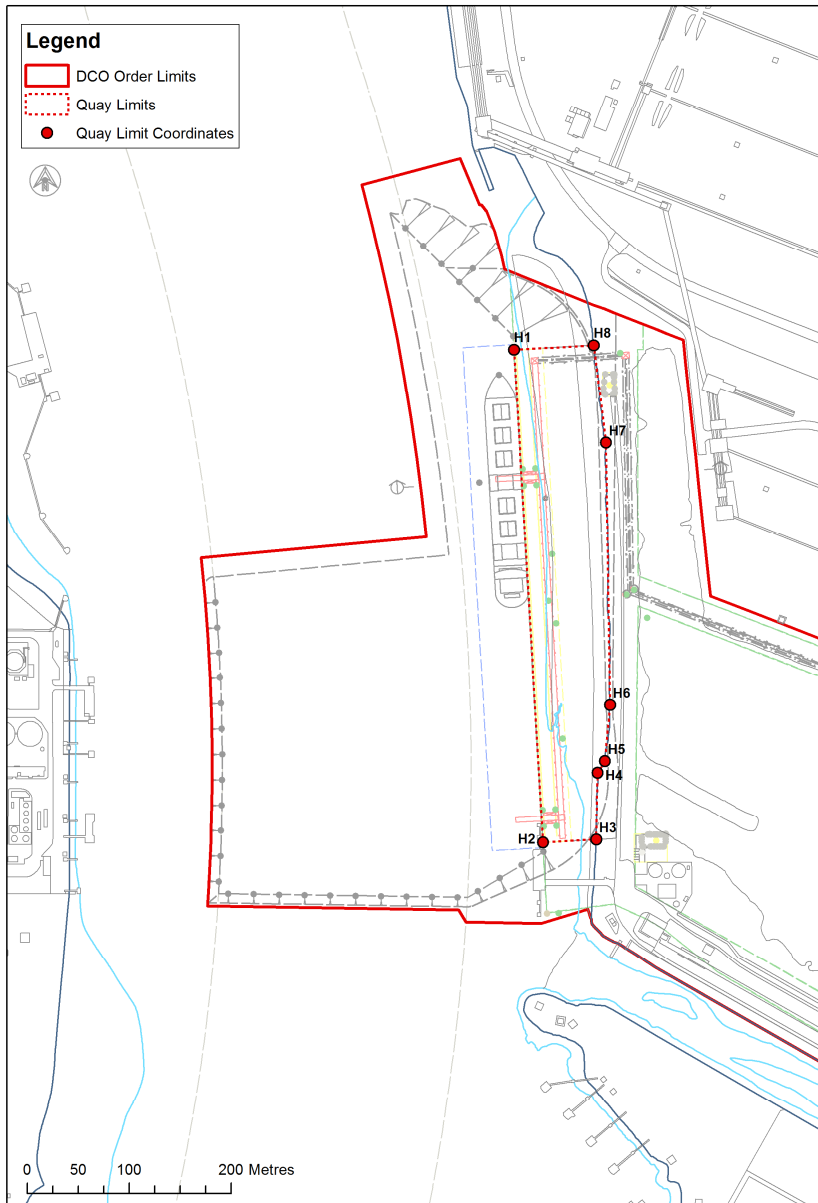 Legend
DCO Order Limits
Quay Limits
Quay Limit Coordinates
N
H1
H8
H7
H6
H5
H4
H3
H2
0 50 100 200 Metres